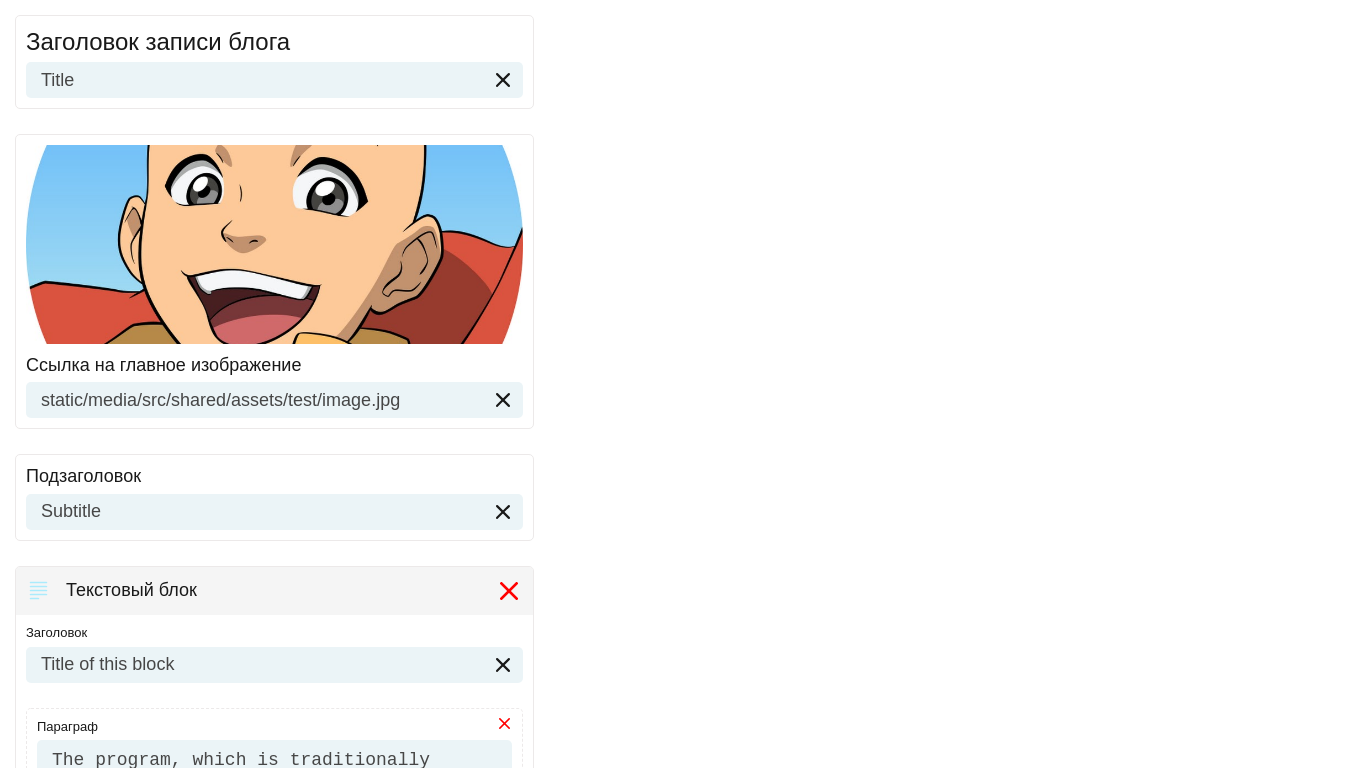 Заголовок записи блога
Title
Ссылка на главное изображение
static/media/src/shared/assets/test/image.jpg
Подзаголовок
Subtitle
Текстовый блок
Заголовок
Title of this block
Параграф
The program, which is traditionally